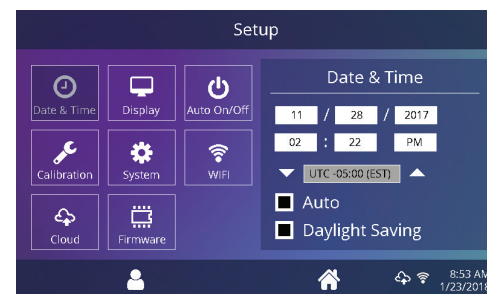 Setup
Date & Time
Display
Auto On/Off
Calibration
System
WIFI
Cloud
Firmware
Date & Time
11 / 28 / 2017
02 : 22 PM
UTC -05:00 (EST)
Auto
Daylight Saving
8:53 AM
1/23/2018